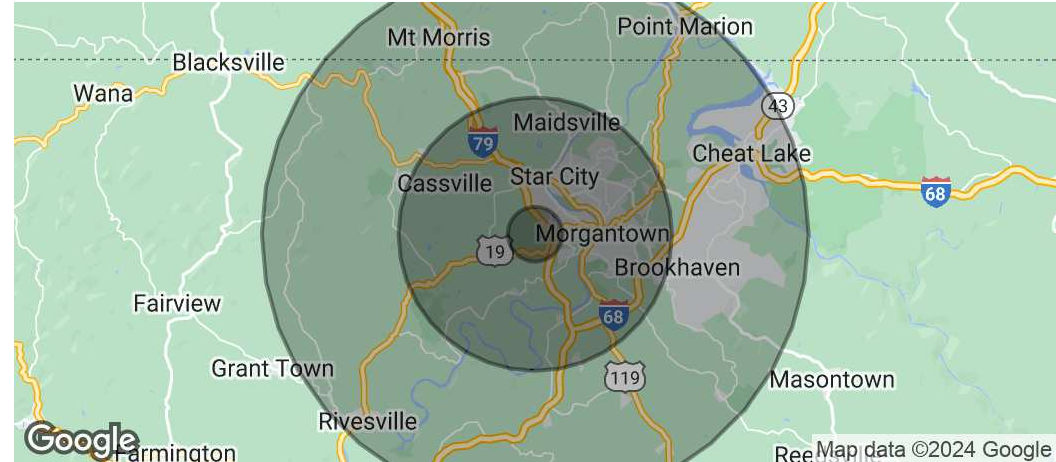 Point Marion
Mt Morris
Blacksville
Wana
43
Maidsville
79
Cheat Lake
Star City
Cassville
68
Morgantown
19
Brookhaven
Fairview
68
Grant Town
119
Masontown
Rivesville
Google
Farmington
Map data ©2024 Google